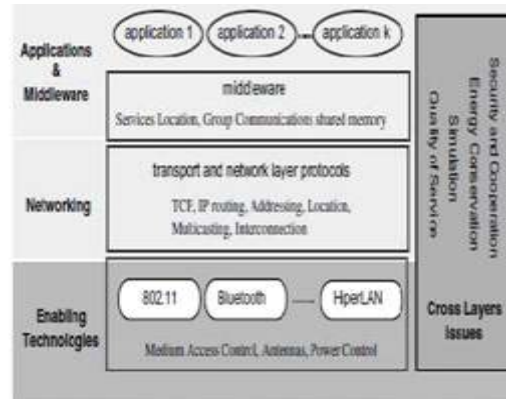 Applications
&
Middleware
application 1
application 2
application k
middleware
Services Location, Group Communications shared memory
Networking
transport and network layer protocols
TCP, IP routing, Addressing, Location,
Multicasting, Interconnection
Enabling
Technologies
802.11
Bluetooth
HiperLAN
Medium Access Control, Antennas, Power Control
Security and Cooperation
Energy Conservation
Simulation
Quality of Service
Cross Layers
Issues